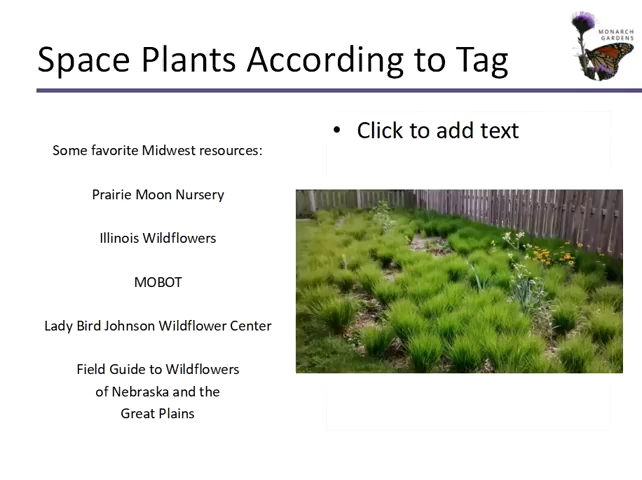 Space Plants According to Tag
MONARCH
GARDENS
• Click to add text
Some favorite Midwest resources:
Prairie Moon Nursery
Illinois Wildflowers
MOBOT
Lady Bird Johnson Wildflower Center
Field Guide to Wildflowers
of Nebraska and the
Great Plains